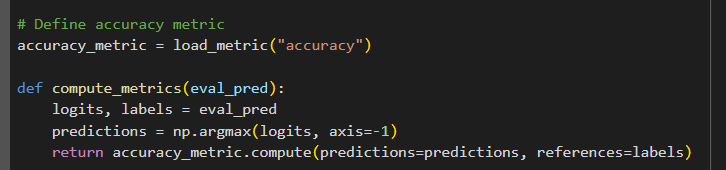 # Define accuracy metric
accuracy_metric = load_metric("accuracy")
def compute_metrics(eval_pred):
    logits, labels = eval_pred
    predictions = np.argmax(logits, axis=-1)
    return accuracy_metric.compute(predictions=predictions, references=labels)